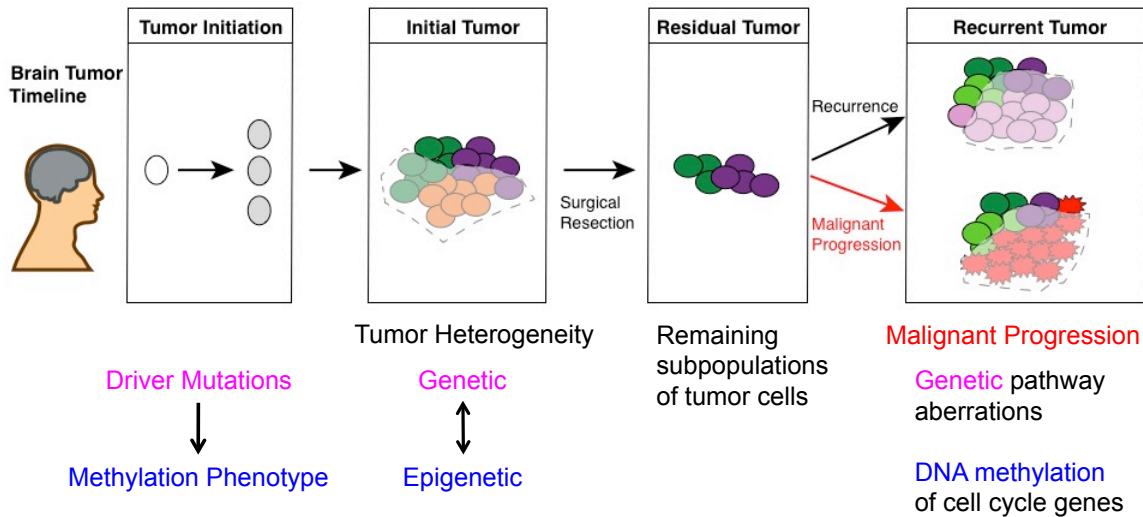 Brain Tumor
Timeline
Tumor Initiation
Initial Tumor
Surgical
Resection
Residual Tumor
Recurrence
Malignant
Progression
Recurrent Tumor
Tumor Heterogeneity
Remaining
subpopulations
of tumor cells
Malignant Progression
Driver Mutations
Genetic
Genetic pathway
aberrations
Methylation Phenotype
Epigenetic
DNA methylation
of cell cycle genes